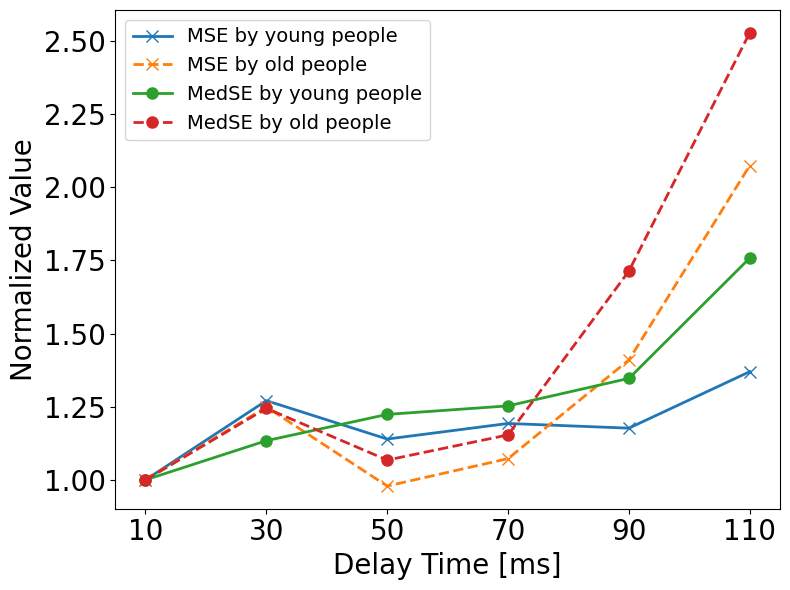 MSE by young people
MSE by old people
MedSE by young people
MedSE by old people
Normalized Value
2.50
2.25
2.00
1.75
1.50
1.25
1.00
10 30 50 70 90 110
Delay Time [ms]